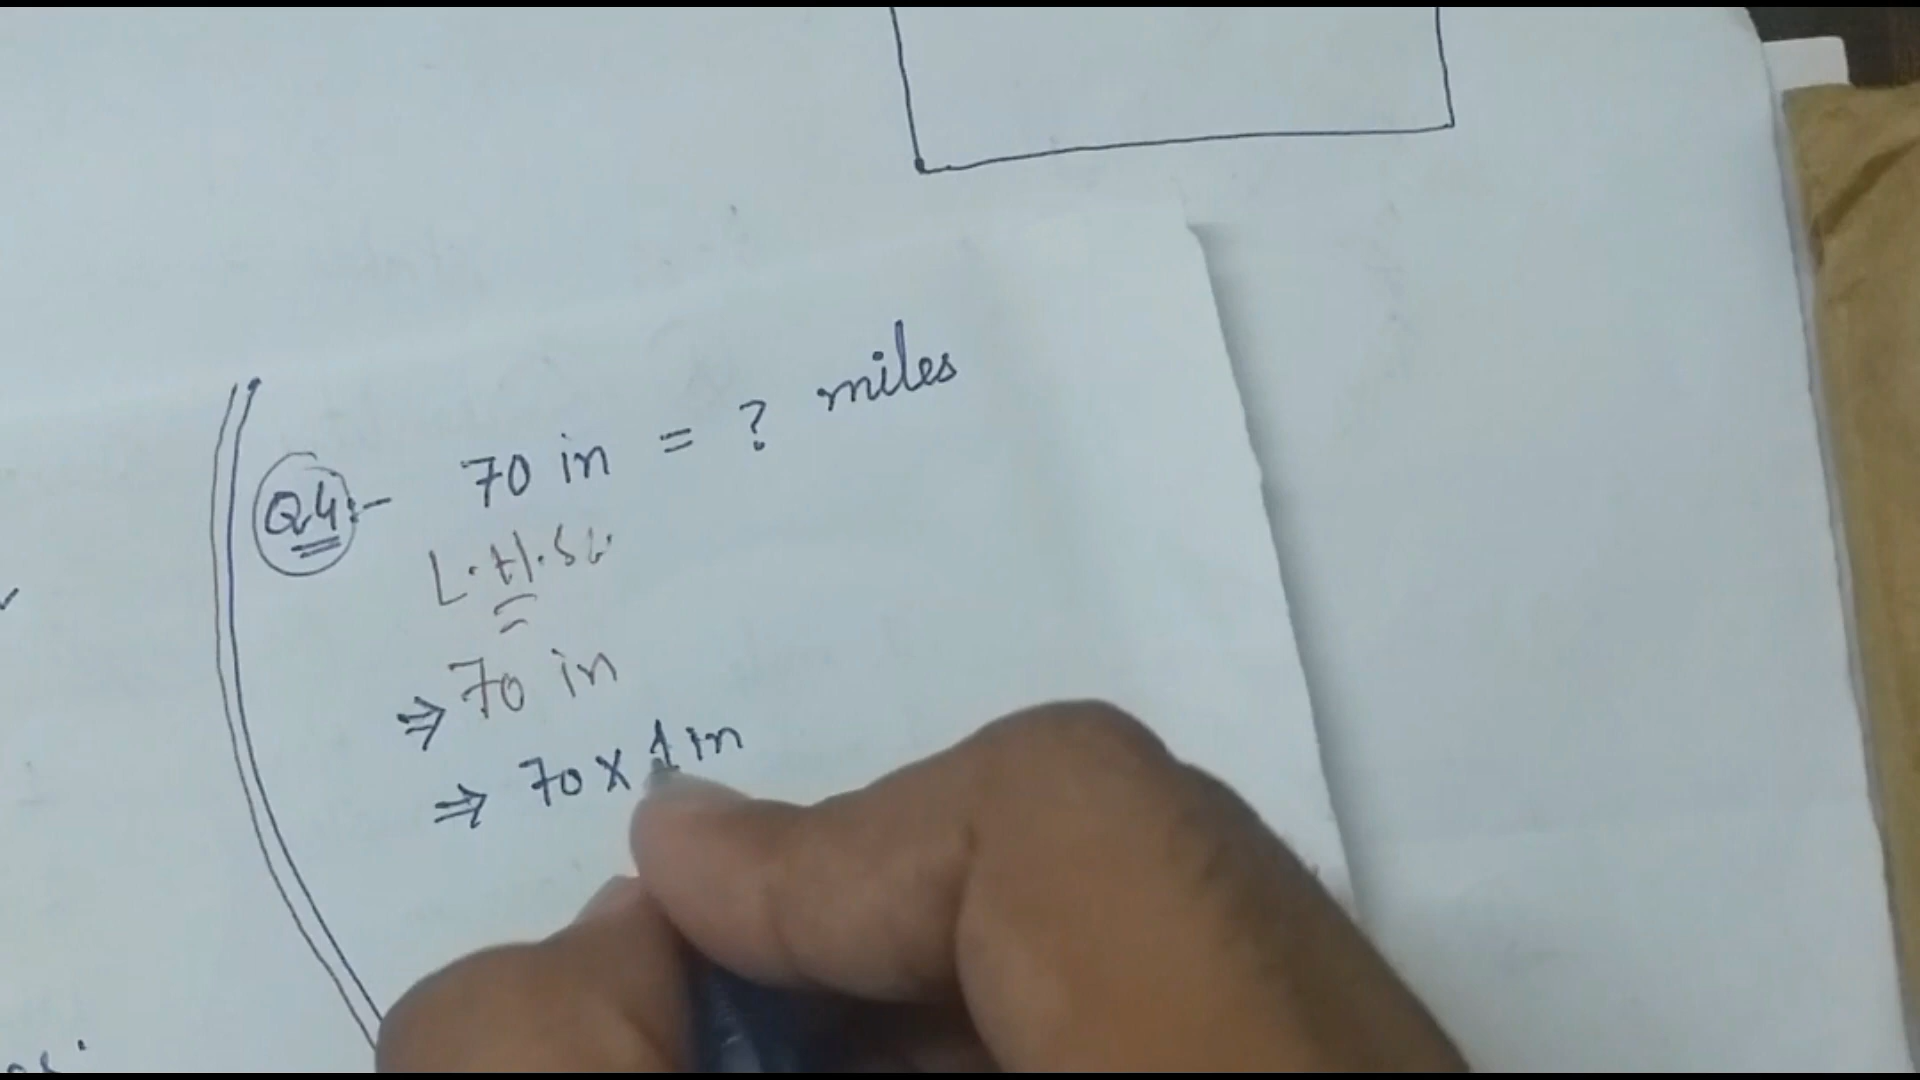 Q4:- 70 in = ? miles
L.H.S
⇒ 70 in
⇒ 70 × 1 in